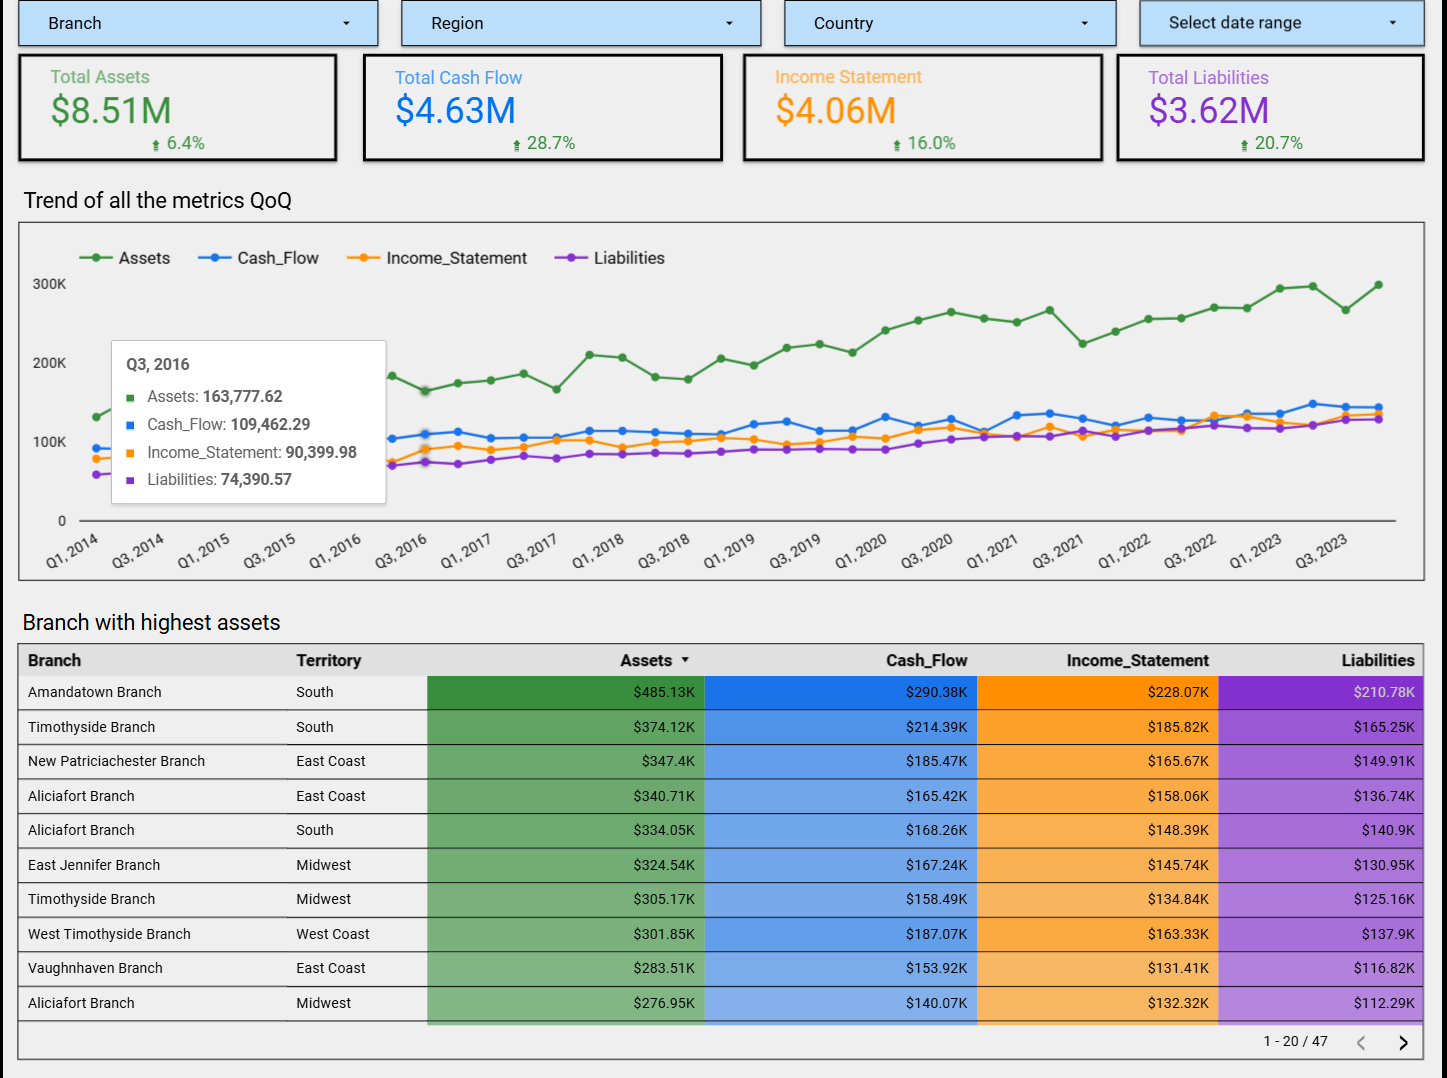 Branch Region Country Select date range
Total Assets Total Cash Flow Income Statement Total Liabilities
$8.51M $4.63M $4.06M $3.62M
6.4% 28.7% 16.0% 20.7%
Trend of all the metrics QoQ
Assets Cash_Flow Income_Statement Liabilities
300K
200K
100K
0
Q3, 2016
Assets: 163,777.62
Cash_Flow: 109,462.29
Income_Statement: 90,399.98
Liabilities: 74,390.57
Q1, 2014 Q3, 2014 Q1, 2015 Q3, 2015 Q1, 2016 Q3, 2016 Q1, 2017 Q3, 2017 Q1, 2018 Q3, 2018 Q1, 2019 Q3, 2019 Q1, 2020 Q3, 2020 Q1, 2021 Q3, 2021 Q1, 2022 Q3, 2022 Q1, 2023 Q3, 2023
Branch with highest assets
Branch Territory Assets Cash_Flow Income_Statement Liabilities
Amandatown Branch South $485.13K $290.38K $228.07K $210.78K
Timothyside Branch South $374.12K $214.39K $185.82K $165.25K
New Patriciachester Branch East Coast $347.4K $185.47K $165.67K $149.91K
Aliciafort Branch East Coast $340.71K $165.42K $158.06K $136.74K
Aliciafort Branch South $334.05K $168.26K $148.39K $140.9K
East Jennifer Branch Midwest $324.54K $167.24K $145.74K $130.95K
Timothyside Branch Midwest $305.17K $158.49K $134.84K $125.16K
West Timothyside Branch West Coast $301.85K $187.07K $163.33K $137.9K
Vaughnhaven Branch East Coast $283.51K $153.92K $131.41K $116.82K
Aliciafort Branch Midwest $276.95K $140.07K $132.32K $112.29K
1 - 20 / 47